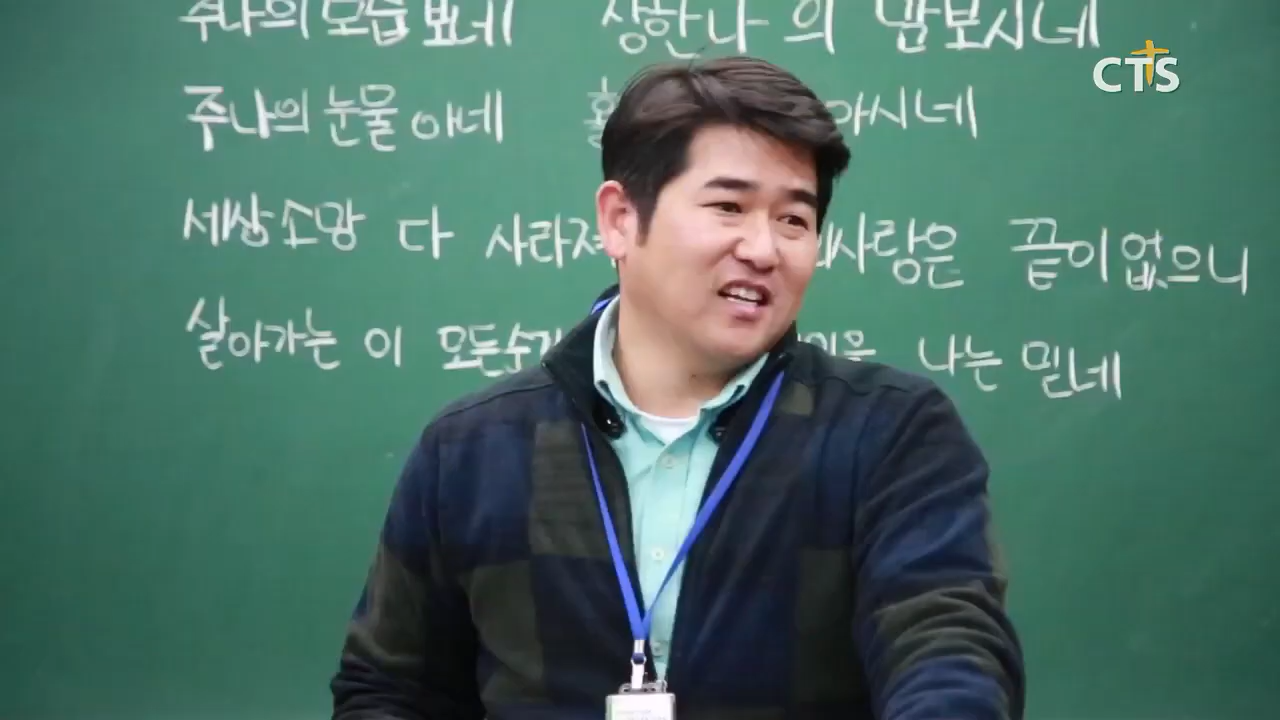 주나의모습보네 상한나의 맘보시네
CTS
주나의눈물아네 홀 아시네
세상소망 다 사라져 사랑은 끝이없으니
살아가는 이 모든순 나는 믿네